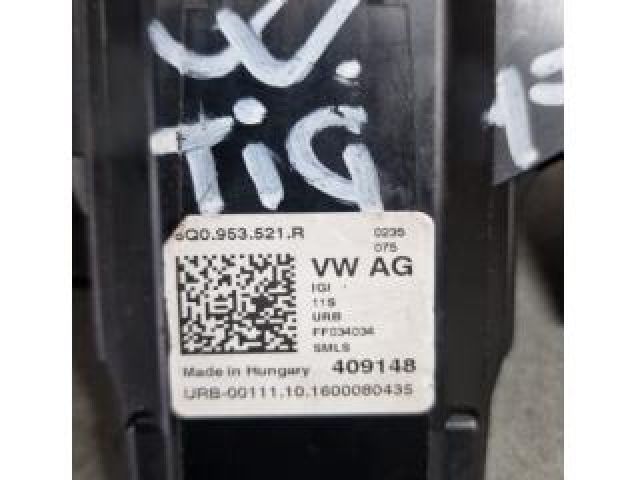 W.
TiG
5Q0.953.521.R 0235
075
VW AG
IGI
11S
URB
FF034034
SMLS
Made in Hungary 409148
URB-00111.10.1600080435